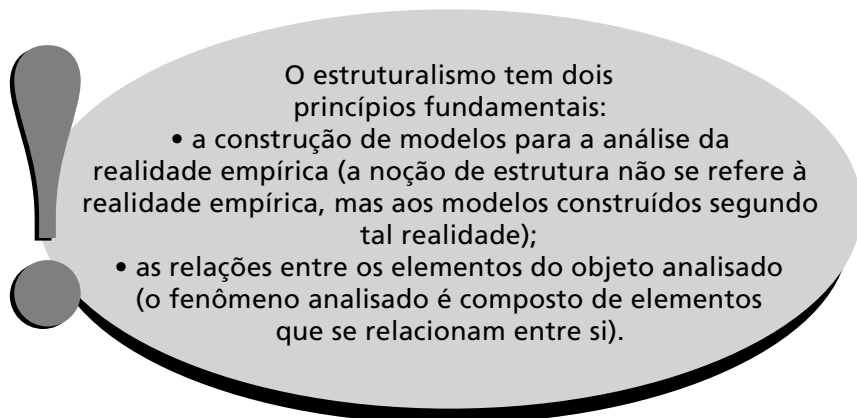 O estruturalismo tem dois
princípios fundamentais:
• a construção de modelos para a análise da
realidade empírica (a noção de estrutura não se refere à
realidade empírica, mas aos modelos construídos segundo
tal realidade);
• as relações entre os elementos do objeto analisado
(o fenômeno analisado é composto de elementos
que se relacionam entre si).